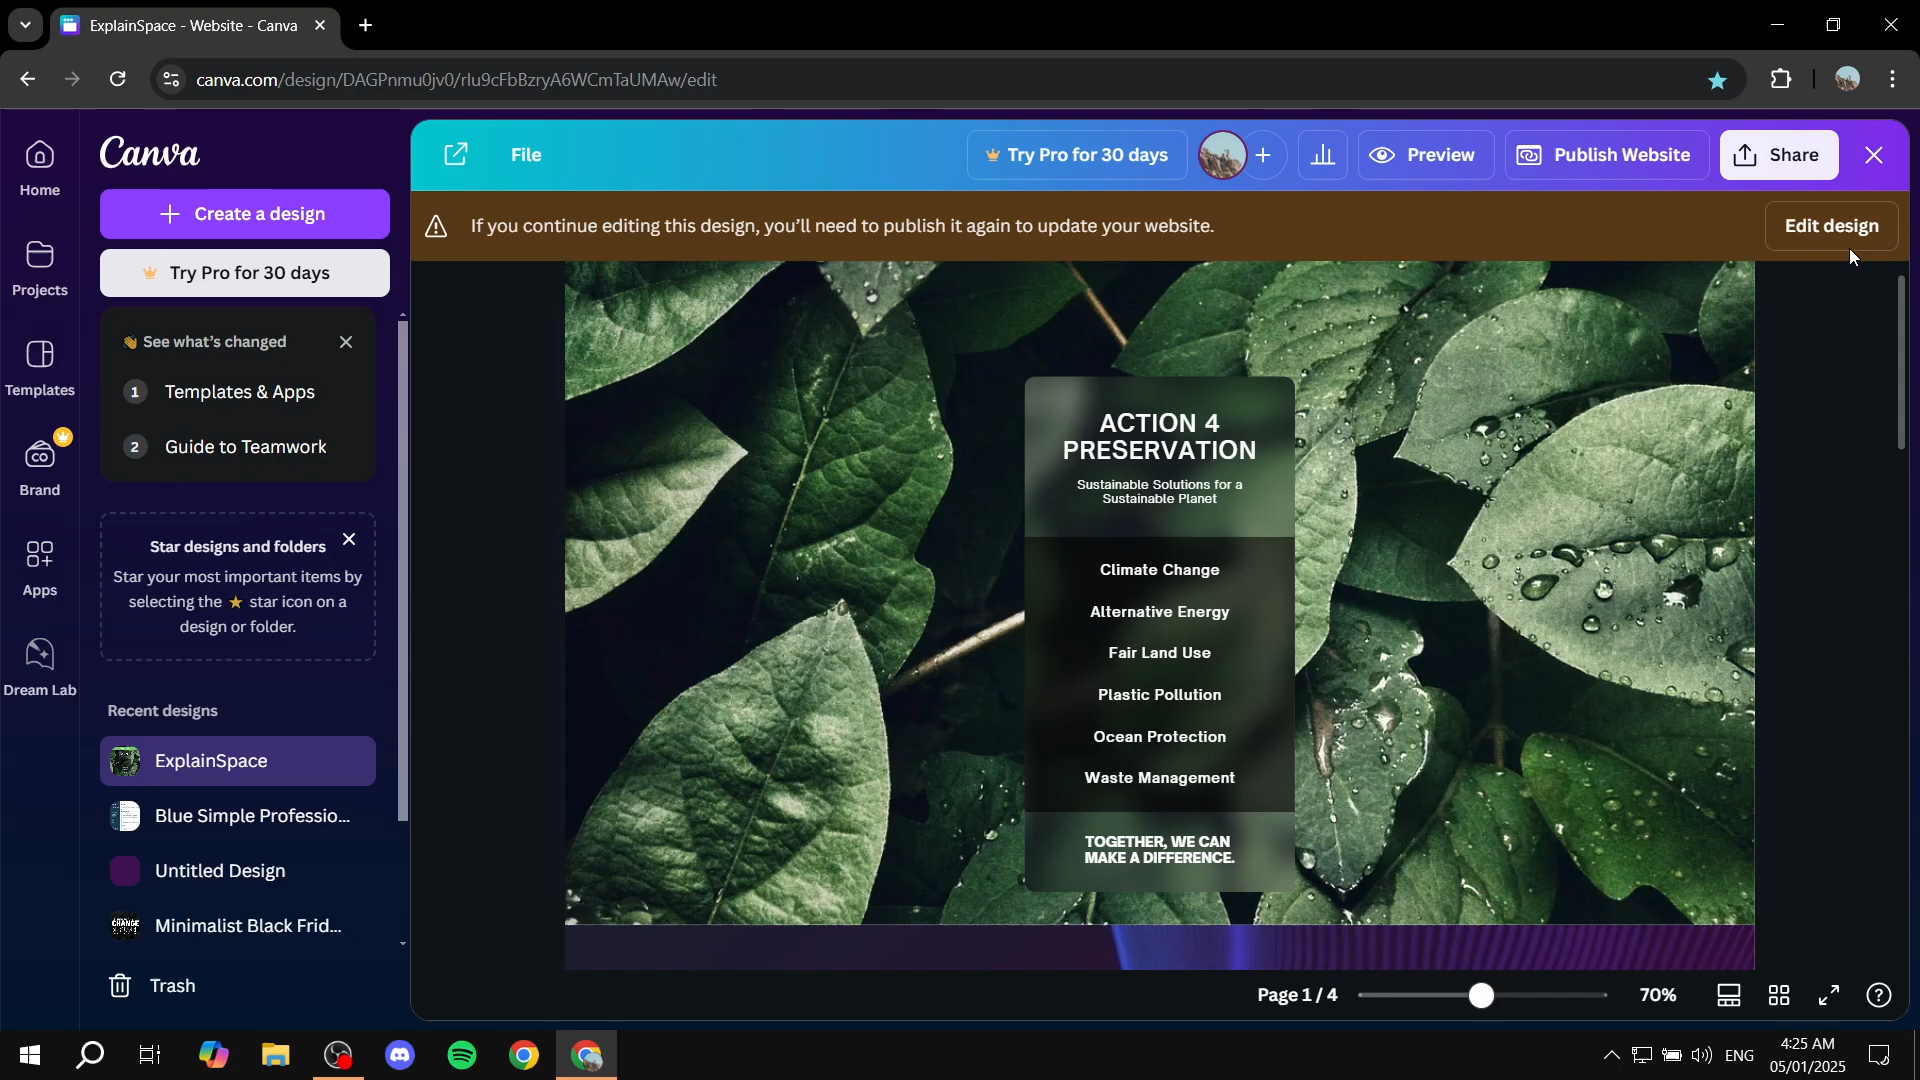 ExplainSpace - Website - Canva
canva.com/design/DAGPnmu0jv0/rlu9cFbBzryA6WCmTaUMAw/edit
Home
Projects
Templates
Brand
Apps
Dream Lab
Canva
Create a design
Try Pro for 30 days
See what's changed
1 Templates & Apps
2 Guide to Teamwork
Star designs and folders
Star your most important items by
selecting the ★ star icon on a
design or folder.
Recent designs
ExplainSpace
Blue Simple Professio...
Untitled Design
Minimalist Black Frid...
Trash
File
Try Pro for 30 days
Preview
Publish Website
Share
If you continue editing this design, you'll need to publish it again to update your website.
Edit design
ACTION 4
PRESERVATION
Sustainable Solutions for a
Sustainable Planet
Climate Change
Alternative Energy
Fair Land Use
Plastic Pollution
Ocean Protection
Waste Management
TOGETHER, WE CAN
MAKE A DIFFERENCE.
Page 1 / 4
70%
ENG
4:25 AM
05/01/2025